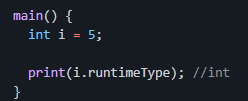 main() {
  int i = 5;

  print(i.runtimeType); //int
}